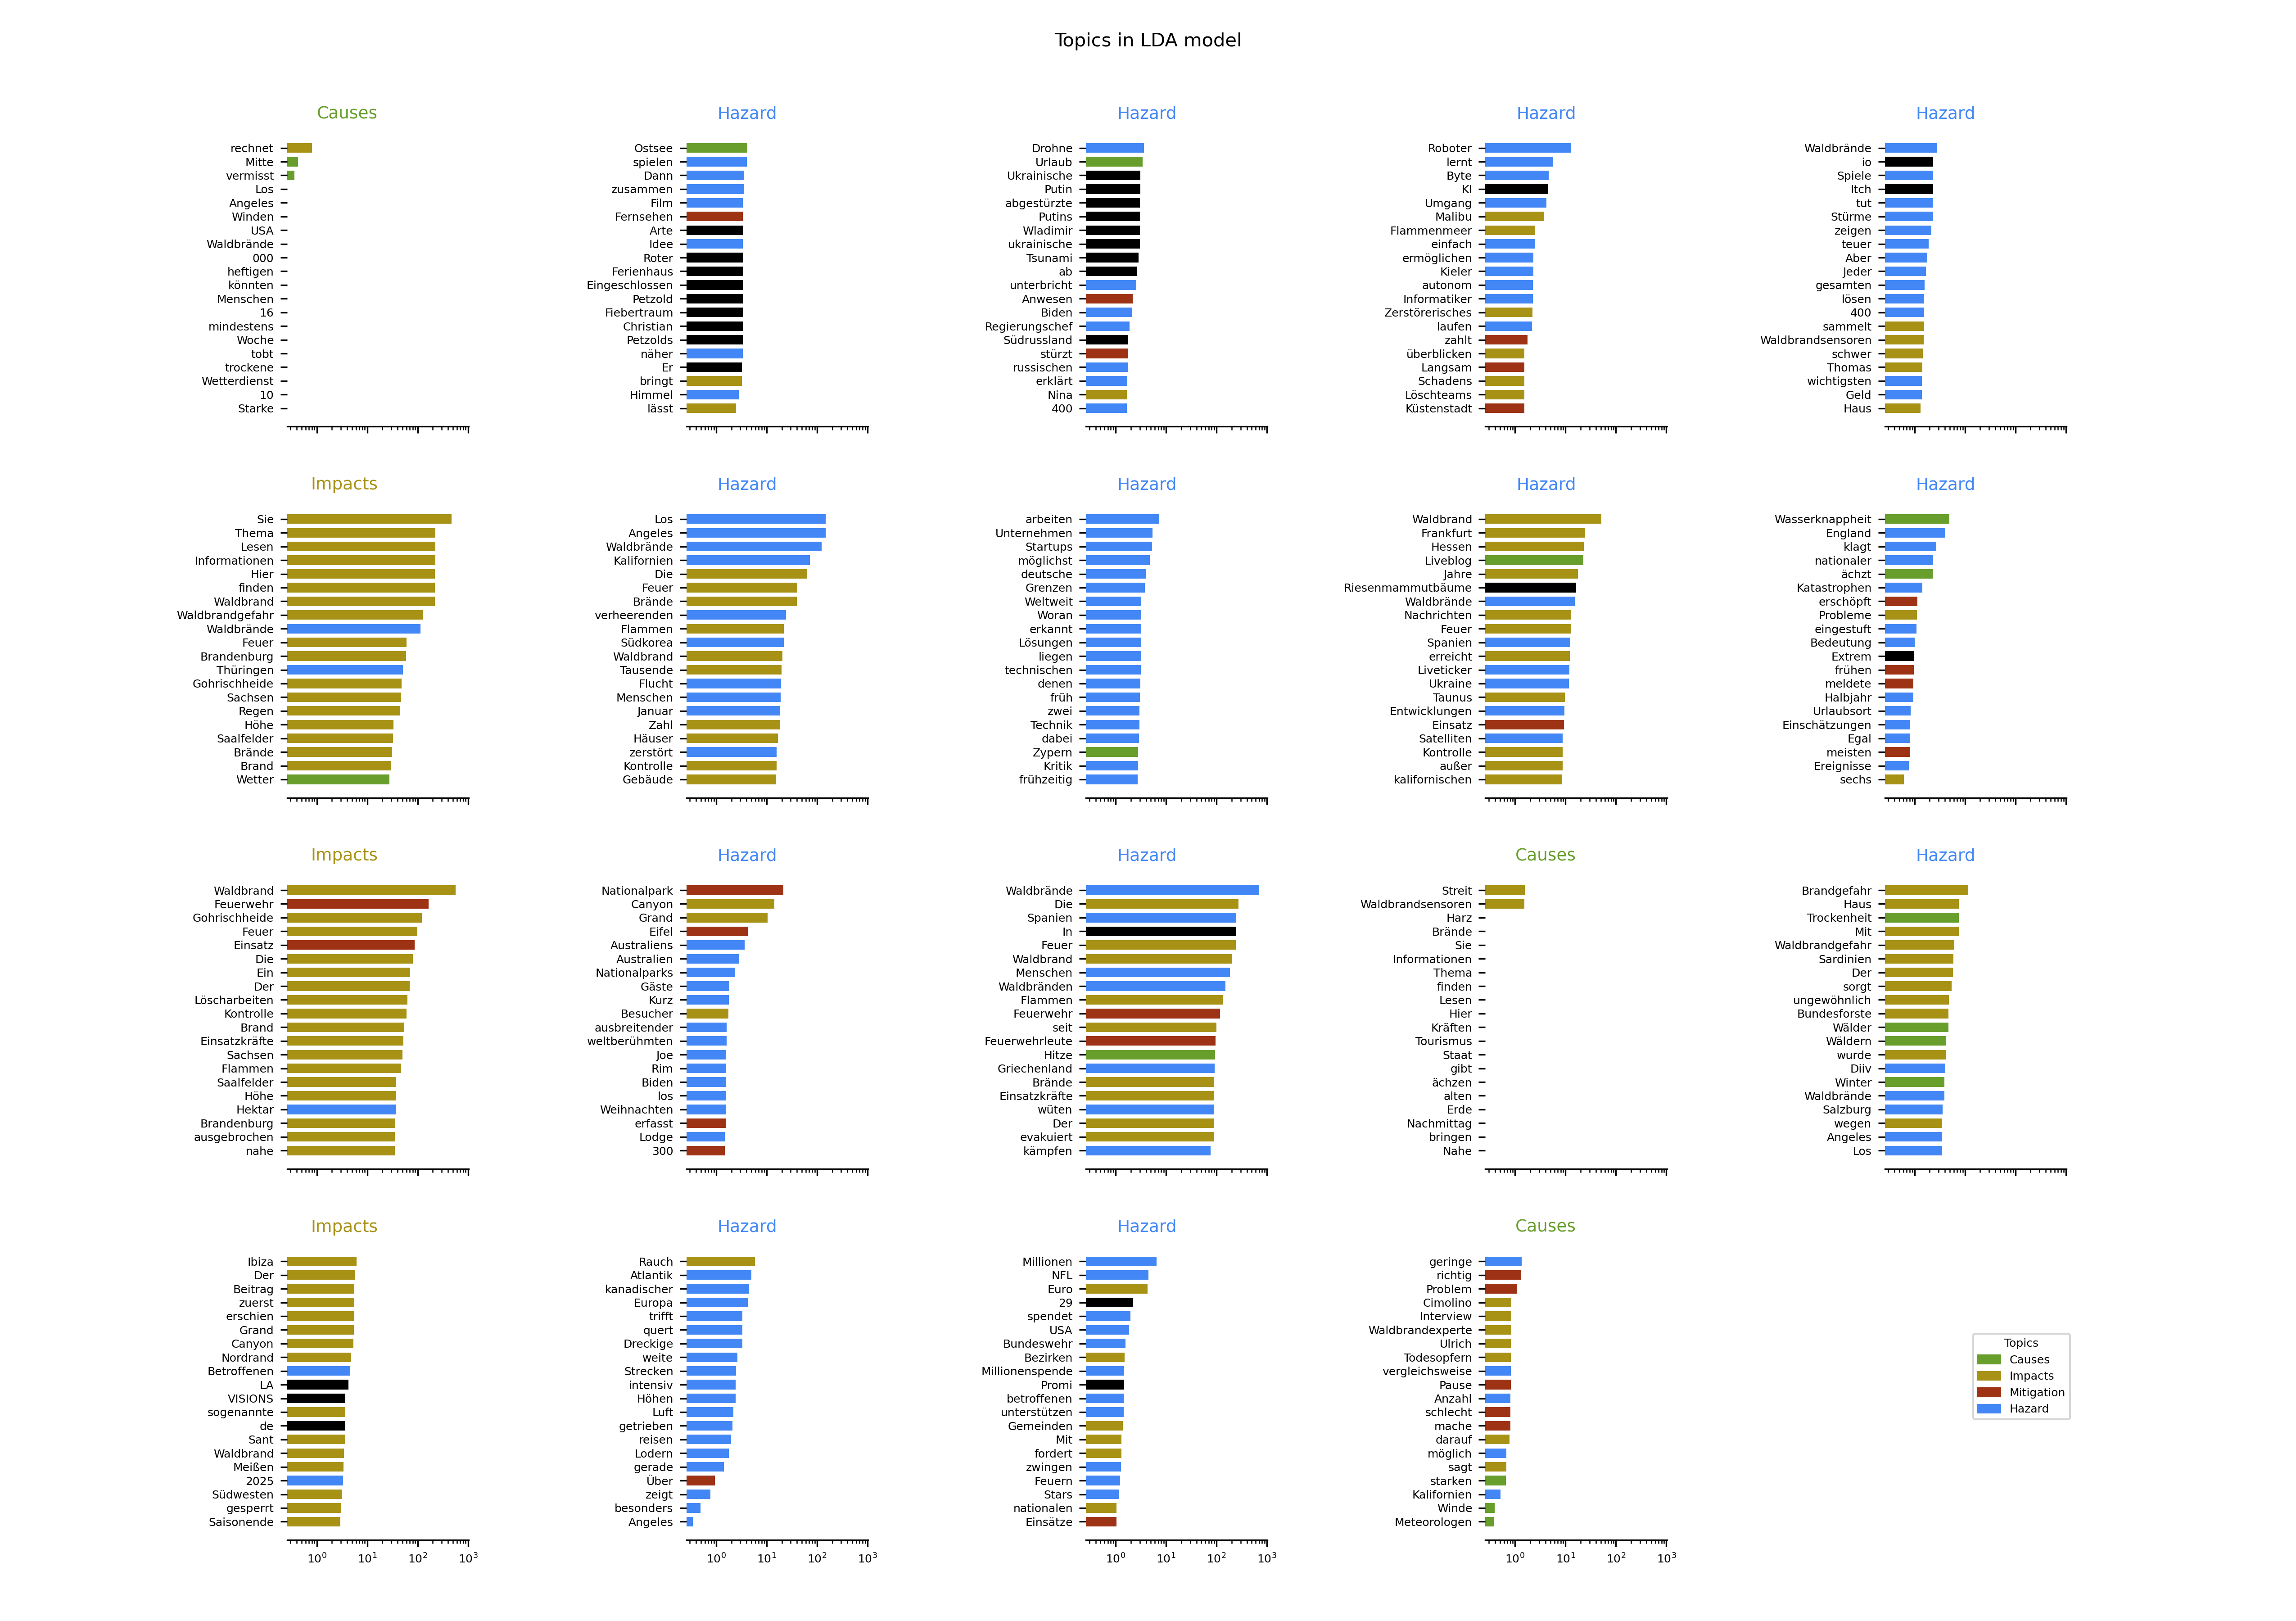 Topics in LDA model
Causes
rechnet
Mitte
vermisst
Los
Angeles
Winden
USA
Waldbrände
000
heftigen
könnten
Menschen
16
mindestens
Woche
tobt
trockene
Wetterdienst
10
Starke
Hazard
Ostsee
spielen
Dann
zusammen
Film
Fernsehen
Arte
Idee
Roter
Ferienhaus
Eingeschlossen
Petzold
Fiebertraum
Christian
Petzolds
näher
Er
bringt
Himmel
lässt
Hazard
Drohne
Urlaub
Ukrainische
Putin
abgestürzte
Putins
Wladimir
ukrainische
Tsunami
ab
unterbricht
Anwesen
Biden
Regierungschef
Südrussland
stürzt
russischen
erklärt
Nina
400
Hazard
Roboter
lernt
Byte
KI
Umgang
Malibu
Flammenmeer
einfach
ermöglichen
Kieler
autonom
Informatiker
Zerstörerisches
laufen
zahlt
überblicken
Langsam
Schadens
Löschteams
Küstenstadt
Hazard
Waldbrände
io
Spiele
Itch
tut
Stürme
zeigen
teuer
Aber
Jeder
gesamten
lösen
400
sammelt
Waldbrandsensoren
schwer
Thomas
wichtigsten
Geld
Haus
Impacts
Sie
Thema
Lesen
Informationen
Hier
finden
Waldbrand
Waldbrandgefahr
Waldbrände
Feuer
Brandenburg
Thüringen
Gohrischheide
Sachsen
Regen
Höhe
Saalfelder
Brände
Brand
Wetter
Hazard
Los
Angeles
Waldbrände
Kalifornien
Die
Feuer
Brände
verheerenden
Flammen
Südkorea
Waldbrand
Tausende
Flucht
Menschen
Januar
Zahl
Häuser
zerstört
Kontrolle
Gebäude
Hazard
arbeiten
Unternehmen
Startups
möglichst
deutsche
Grenzen
Weltweit
Woran
erkannt
Lösungen
liegen
technischen
denen
früh
zwei
Technik
dabei
Zypern
Kritik
frühzeitig
Hazard
Waldbrand
Frankfurt
Hessen
Liveblog
Jahre
Riesenmammutbäume
Waldbrände
Nachrichten
Feuer
Spanien
erreicht
Liveticker
Ukraine
Taunus
Entwicklungen
Einsatz
Satelliten
Kontrolle
außer
kalifornischen
Hazard
Wasserknappheit
England
klagt
nationaler
ächzt
Katastrophen
erschöpft
Probleme
eingestuft
Bedeutung
Extrem
frühen
meldete
Halbjahr
Urlaubsort
Einschätzungen
Egal
meisten
Ereignisse
sechs
Impacts
Waldbrand
Feuerwehr
Gohrischheide
Feuer
Einsatz
Die
Ein
Der
Löscharbeiten
Kontrolle
Brand
Einsatzkräfte
Sachsen
Flammen
Saalfelder
Höhe
Hektar
Brandenburg
ausgebrochen
nahe
Hazard
Nationalpark
Canyon
Grand
Eifel
Australiens
Australien
Nationalparks
Gäste
Kurz
Besucher
ausbreitender
weltberühmten
Joe
Rim
Biden
los
Weihnachten
erfasst
Lodge
300
Hazard
Waldbrände
Die
Spanien
In
Feuer
Waldbrand
Menschen
Waldbränden
Flammen
Feuerwehr
seit
Feuerwehrleute
Hitze
Griechenland
Brände
Einsatzkräfte
wüten
Der
evakuiert
kämpfen
Causes
Streit
Waldbrandsensoren
Harz
Brände
Sie
Informationen
Thema
finden
Lesen
Hier
Kräften
Tourismus
Staat
gibt
ächzen
alten
Erde
Nachmittag
bringen
Nahe
Hazard
Brandgefahr
Haus
Trockenheit
Mit
Waldbrandgefahr
Sardinien
Der
sorgt
ungewöhnlich
Bundesforste
Wälder
Wäldern
wurde
Diiv
Winter
Waldbrände
Salzburg
wegen
Angeles
Los
Impacts
Ibiza
Der
Beitrag
zuerst
erschien
Grand
Canyon
Nordrand
Betroffenen
LA
VISIONS
sogenannte
de
Sant
Waldbrand
Meißen
2025
Südwesten
gesperrt
Saisonende
10⁰ 10¹ 10² 10³
Hazard
Rauch
Atlantik
kanadischer
Europa
trifft
quert
Dreckige
weite
Strecken
intensiv
Höhen
Luft
getrieben
reisen
Lodern
gerade
Über
zeigt
besonders
Angeles
10⁰ 10¹ 10² 10³
Hazard
Millionen
NFL
Euro
29
spendet
USA
Bundeswehr
Bezirken
Millionenspende
Promi
betroffenen
unterstützen
Gemeinden
Mit
fordert
zwingen
Feuern
Stars
nationalen
Einsätze
10⁰ 10¹ 10² 10³
Causes
geringe
richtig
Problem
Cimolino
Interview
Waldbrandexperte
Ulrich
Todesopfern
vergleichsweise
Pause
Anzahl
schlecht
mache
darauf
möglich
sagt
starken
Kalifornien
Winde
Meteorologen
10⁰ 10¹ 10² 10³
Topics
Causes
Impacts
Mitigation
Hazard